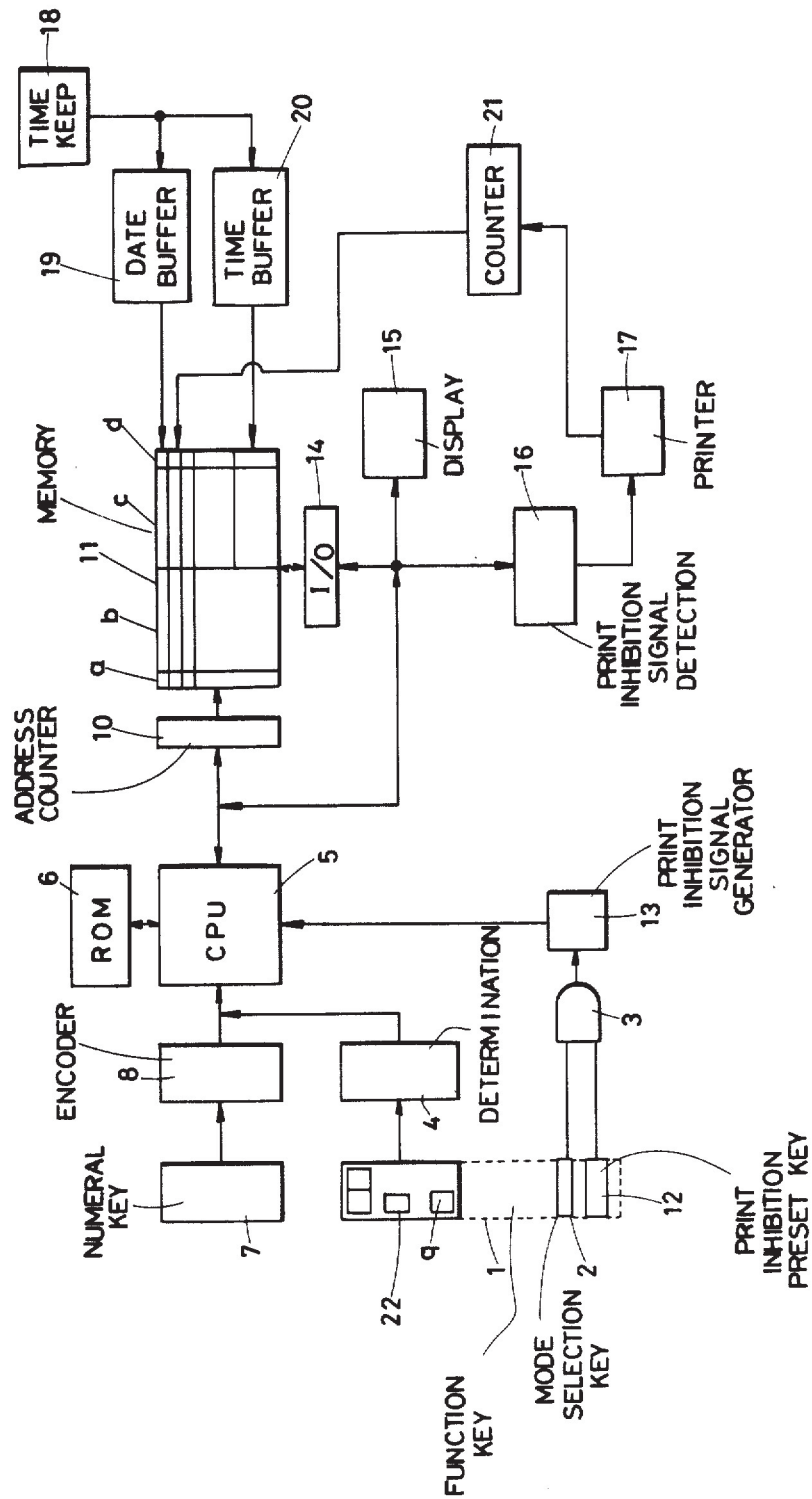 18
TIME
KEEP
19
DATE
BUFFER
20
TIME
BUFFER
MEMORY
11
a
b
c
d
ADDRESS
COUNTER
10
6
ROM
5
CPU
ENCODER
8
NUMERAL
KEY
7
21
COUNTER
14
I/O
15
DISPLAY
DETERMINATION
4
22
9
FUNCTION
KEY
1
16
PRINT
INHIBITION
SIGNAL
DETECTION
17
PRINTER
PRINT
INHIBITION
SIGNAL
GENERATOR
13
3
MODE
SELECTION
KEY
2
12
PRINT
INHIBITION
PRESET KEY